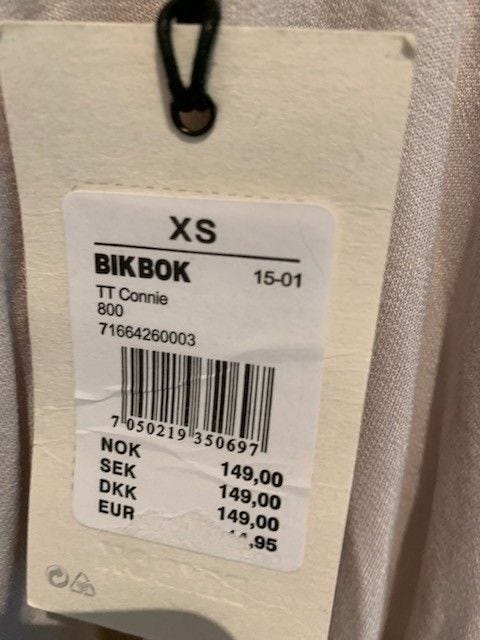 XS
BIKBOK 15-01
TT Connie
800
71664260003
7 050219 350697
NOK 149,00
SEK 149,00
DKK 149,00
EUR ,95